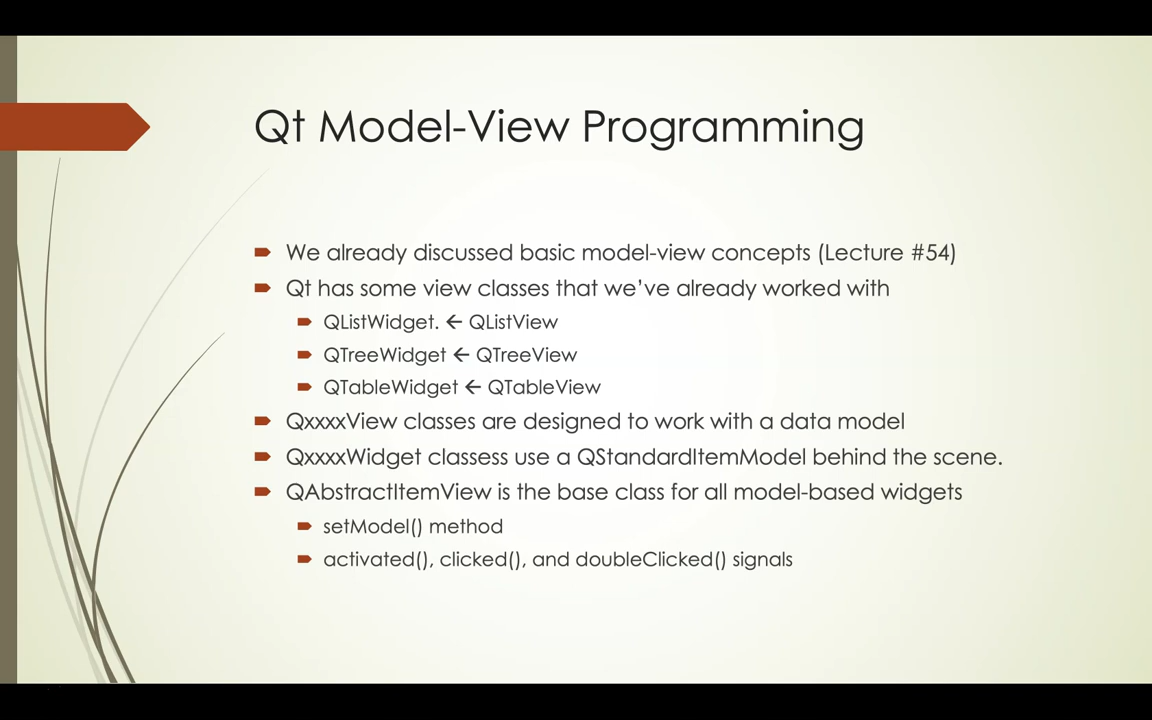 Qt Model-View Programming
We already discussed basic model-view concepts (Lecture #54)
Qt has some view classes that we've already worked with
QListWidget. ← QListView
QTreeWidget ← QTreeView
QTableWidget ← QTableView
QxxxxView classes are designed to work with a data model
QxxxxWidget classess use a QStandardItemModel behind the scene.
QAbstractItemView is the base class for all model-based widgets
setModel() method
activated(), clicked(), and doubleClicked() signals